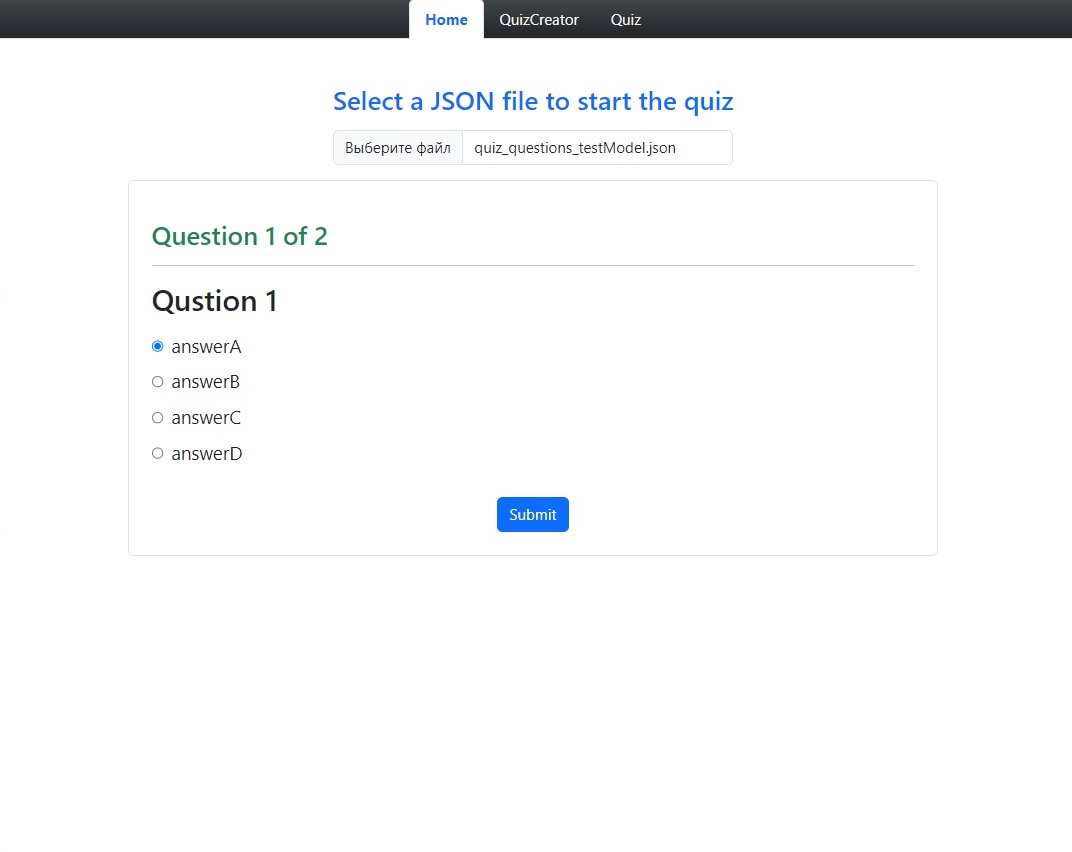 Home QuizCreator Quiz
Select a JSON file to start the quiz
Выберите файл quiz_questions_testModel.json
Question 1 of 2
Qustion 1
answerA
answerB
answerC
answerD
Submit